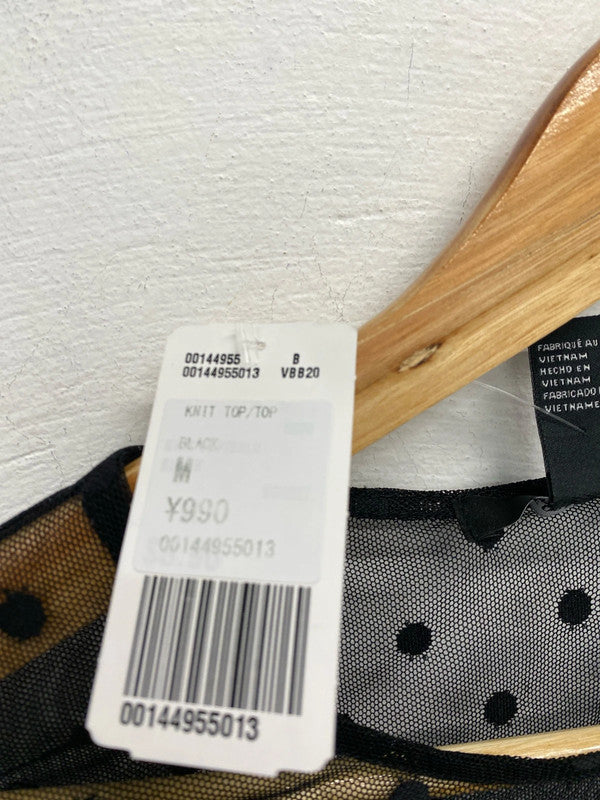 00144955 B
00144955013 VBB20
KNIT TOP/TOP
BLACK
M
¥990
00144955013
00144955013
FABRIQUÉ AU
VIETNAM
HECHO EN
VIETNAM
FABRICADO
VIETNAME